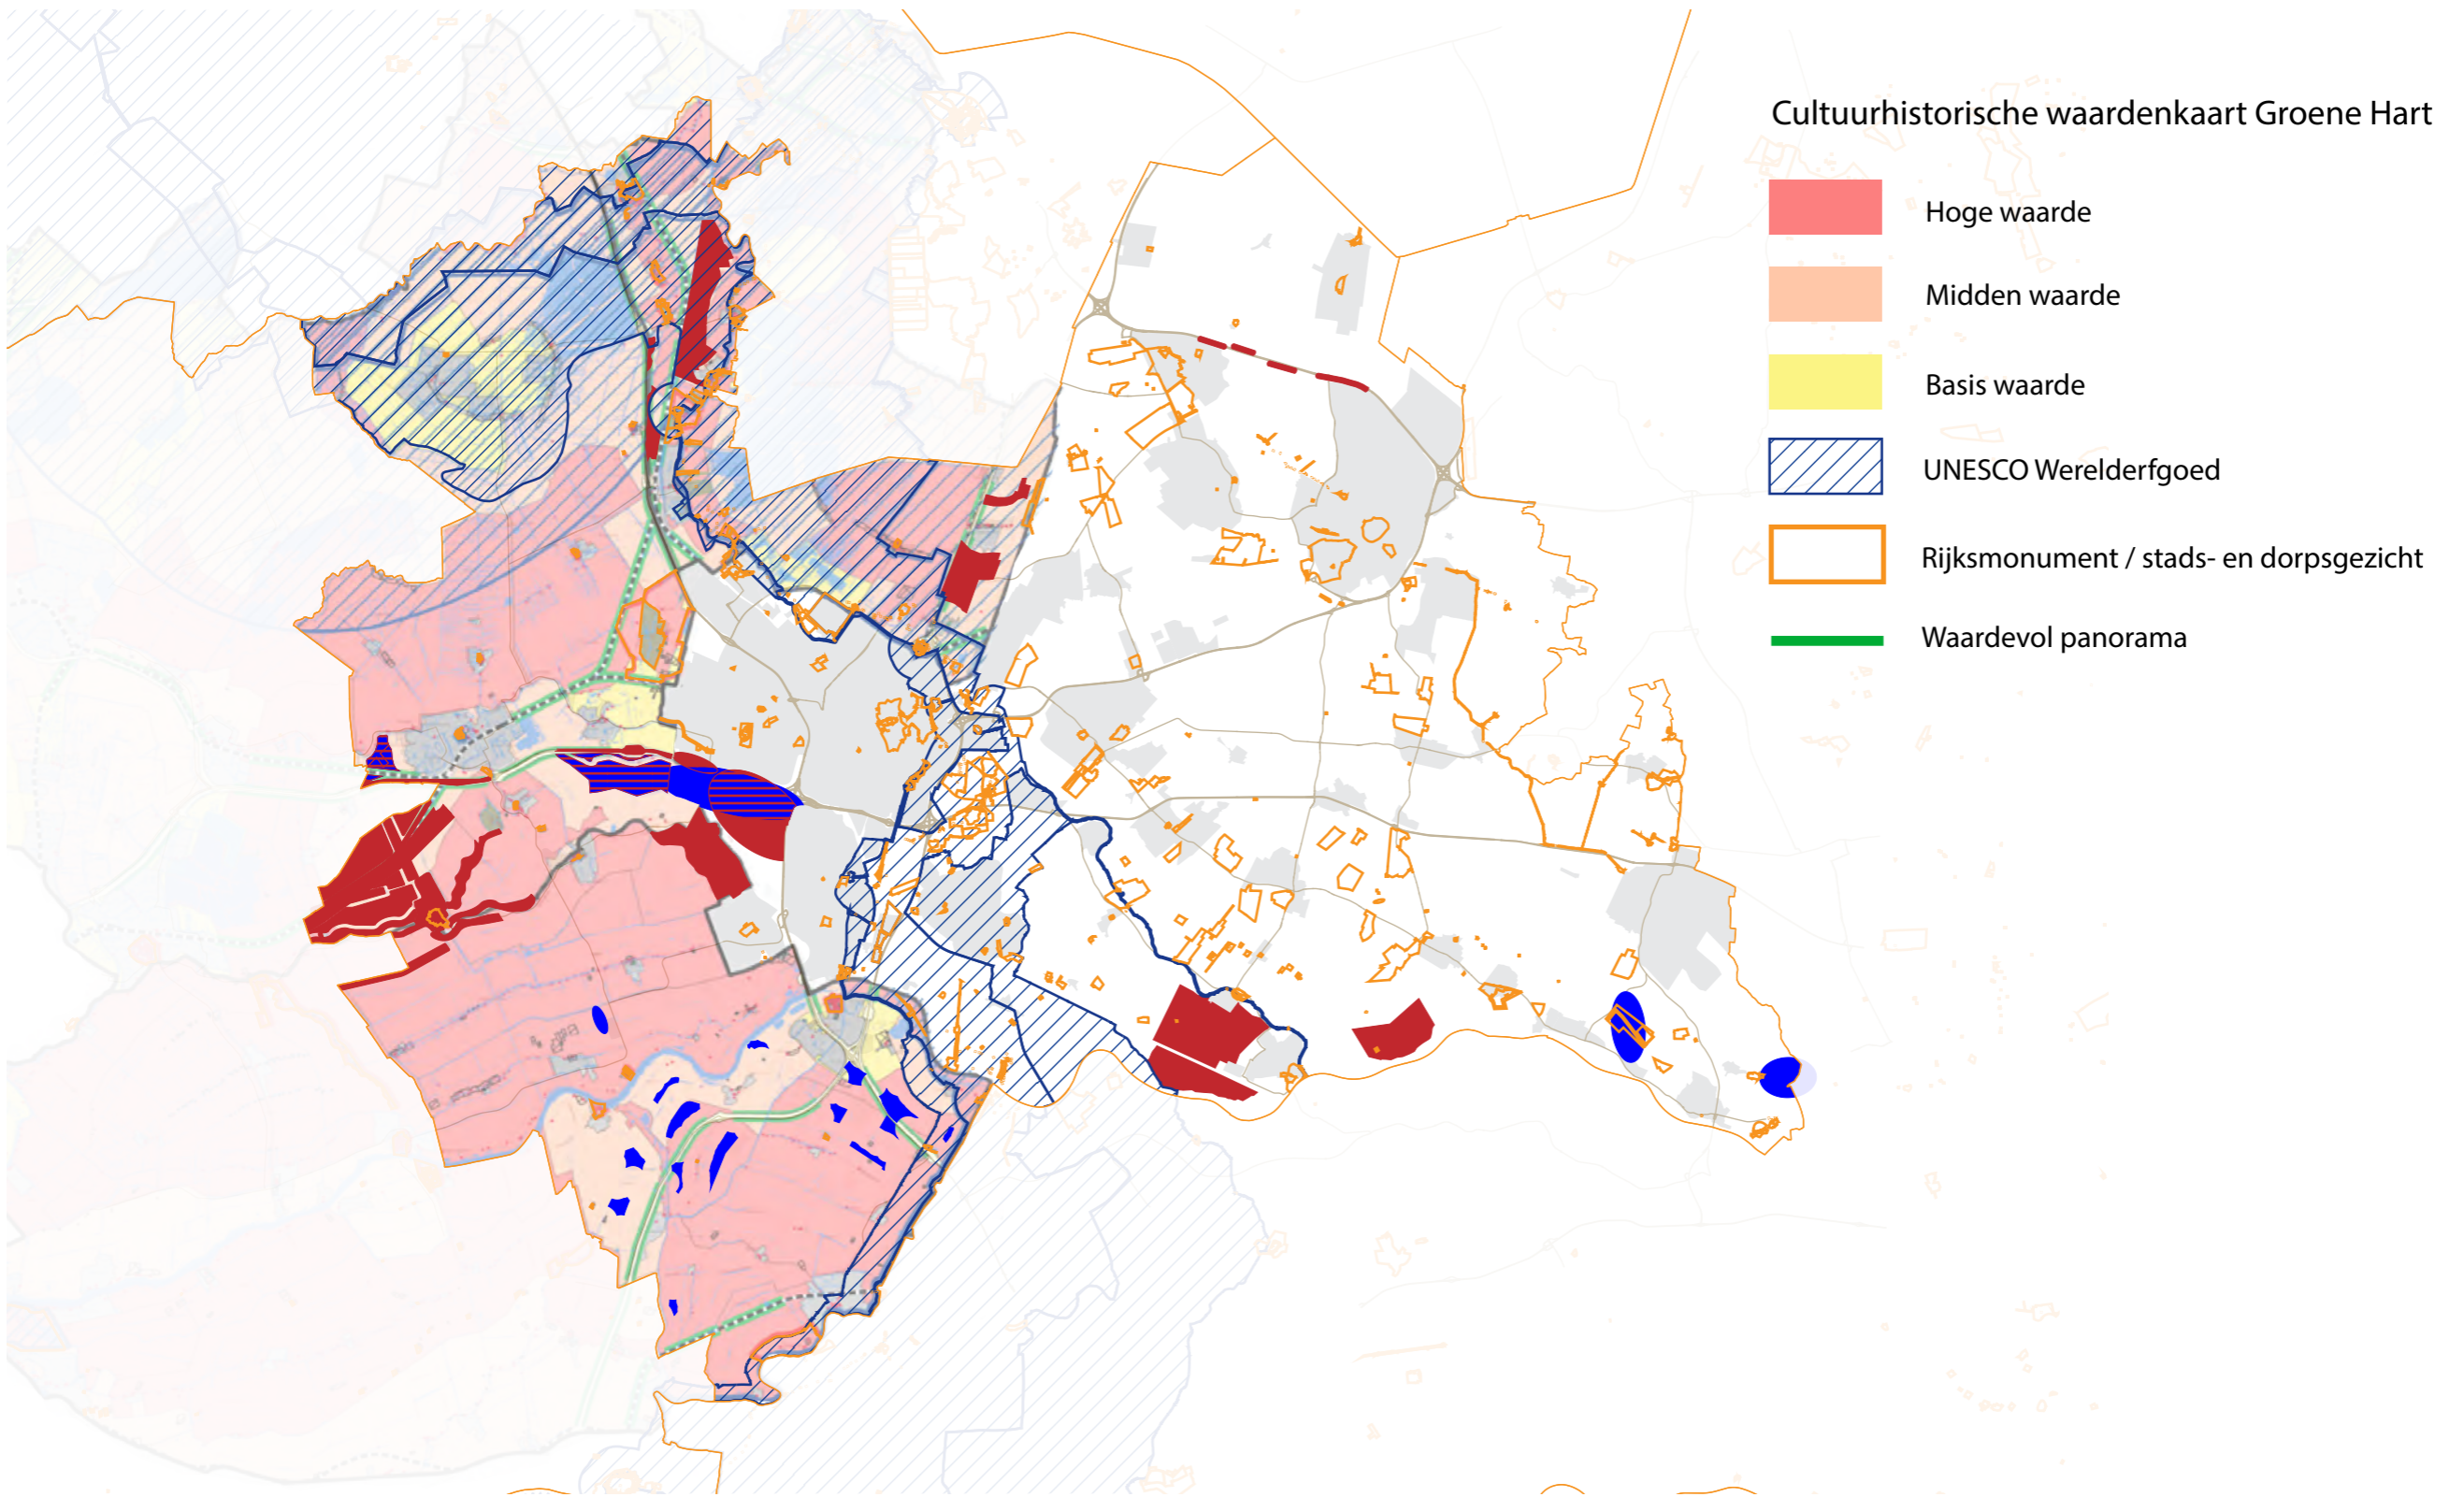 Cultuurhistorische waardenkaart Groene Hart
Hoge waarde
Midden waarde
Basis waarde
UNESCO Werelderfgoed
Rijksmonument / stads- en dorpsgezicht
Waardevol panorama